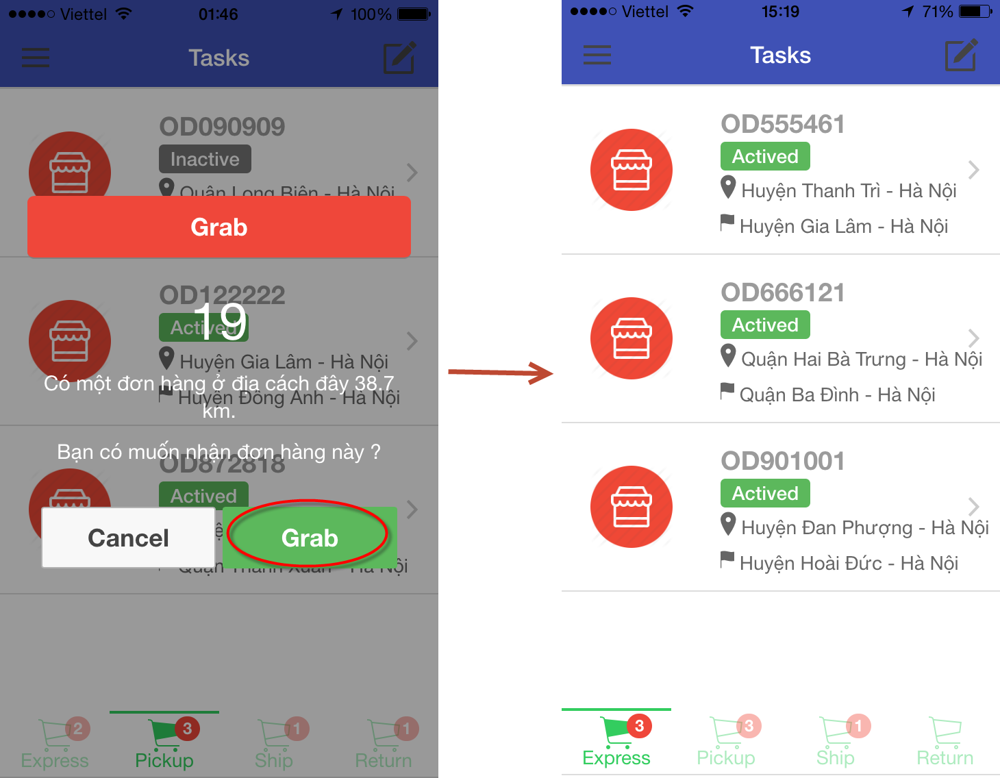 Viettel 01:46 100%
Tasks
OD090909
Inactive
Quận Long Biên - Hà Nội
Grab
OD122222
19
Actived
Huyện Gia Lâm - Hà Nội
Có một đơn hàng ở địa cách đây 38.7
Huyện Đông Anh - Hà Nội
km.
Bạn có muốn nhận đơn hàng này ?
OD872818
Actived
Cancel
Grab
Quận Thanh Xuân - Hà Nội
2
3
1
1
Express
Pickup
Ship
Return
Viettel 15:19 71%
Tasks
OD555461
Actived
Huyện Thanh Trì - Hà Nội
Huyện Gia Lâm - Hà Nội
OD666121
Actived
Quận Hai Bà Trưng - Hà Nội
Quận Ba Đình - Hà Nội
OD901001
Actived
Huyện Đan Phượng - Hà Nội
Huyện Hoài Đức - Hà Nội
3
3
1
Express
Pickup
Ship
Return